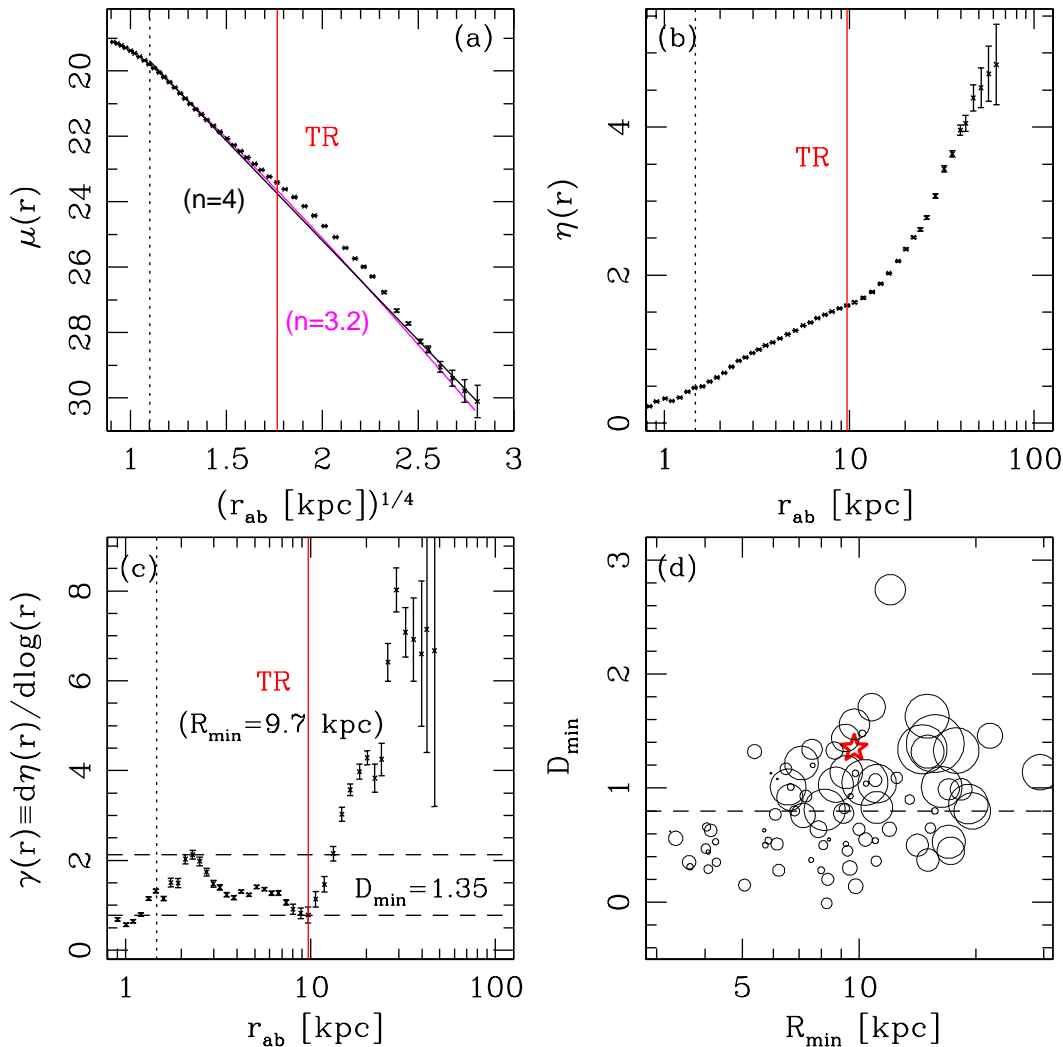 (a)
TR
(n=4)
(n=3.2)
μ(r)
20
22
24
26
28
30
1
1.5
2
2.5
3
(r_ab [kpc])^1/4
(b)
TR
η(r)
0
2
4
1
10
100
r_ab [kpc]
(c)
TR
(R_min=9.7 kpc)
D_min=1.35
γ(r)≡dη(r)/dlog(r)
8
6
4
2
0
1
10
100
r_ab [kpc]
(d)
D_min
3
2
1
0
5
10
R_min [kpc]